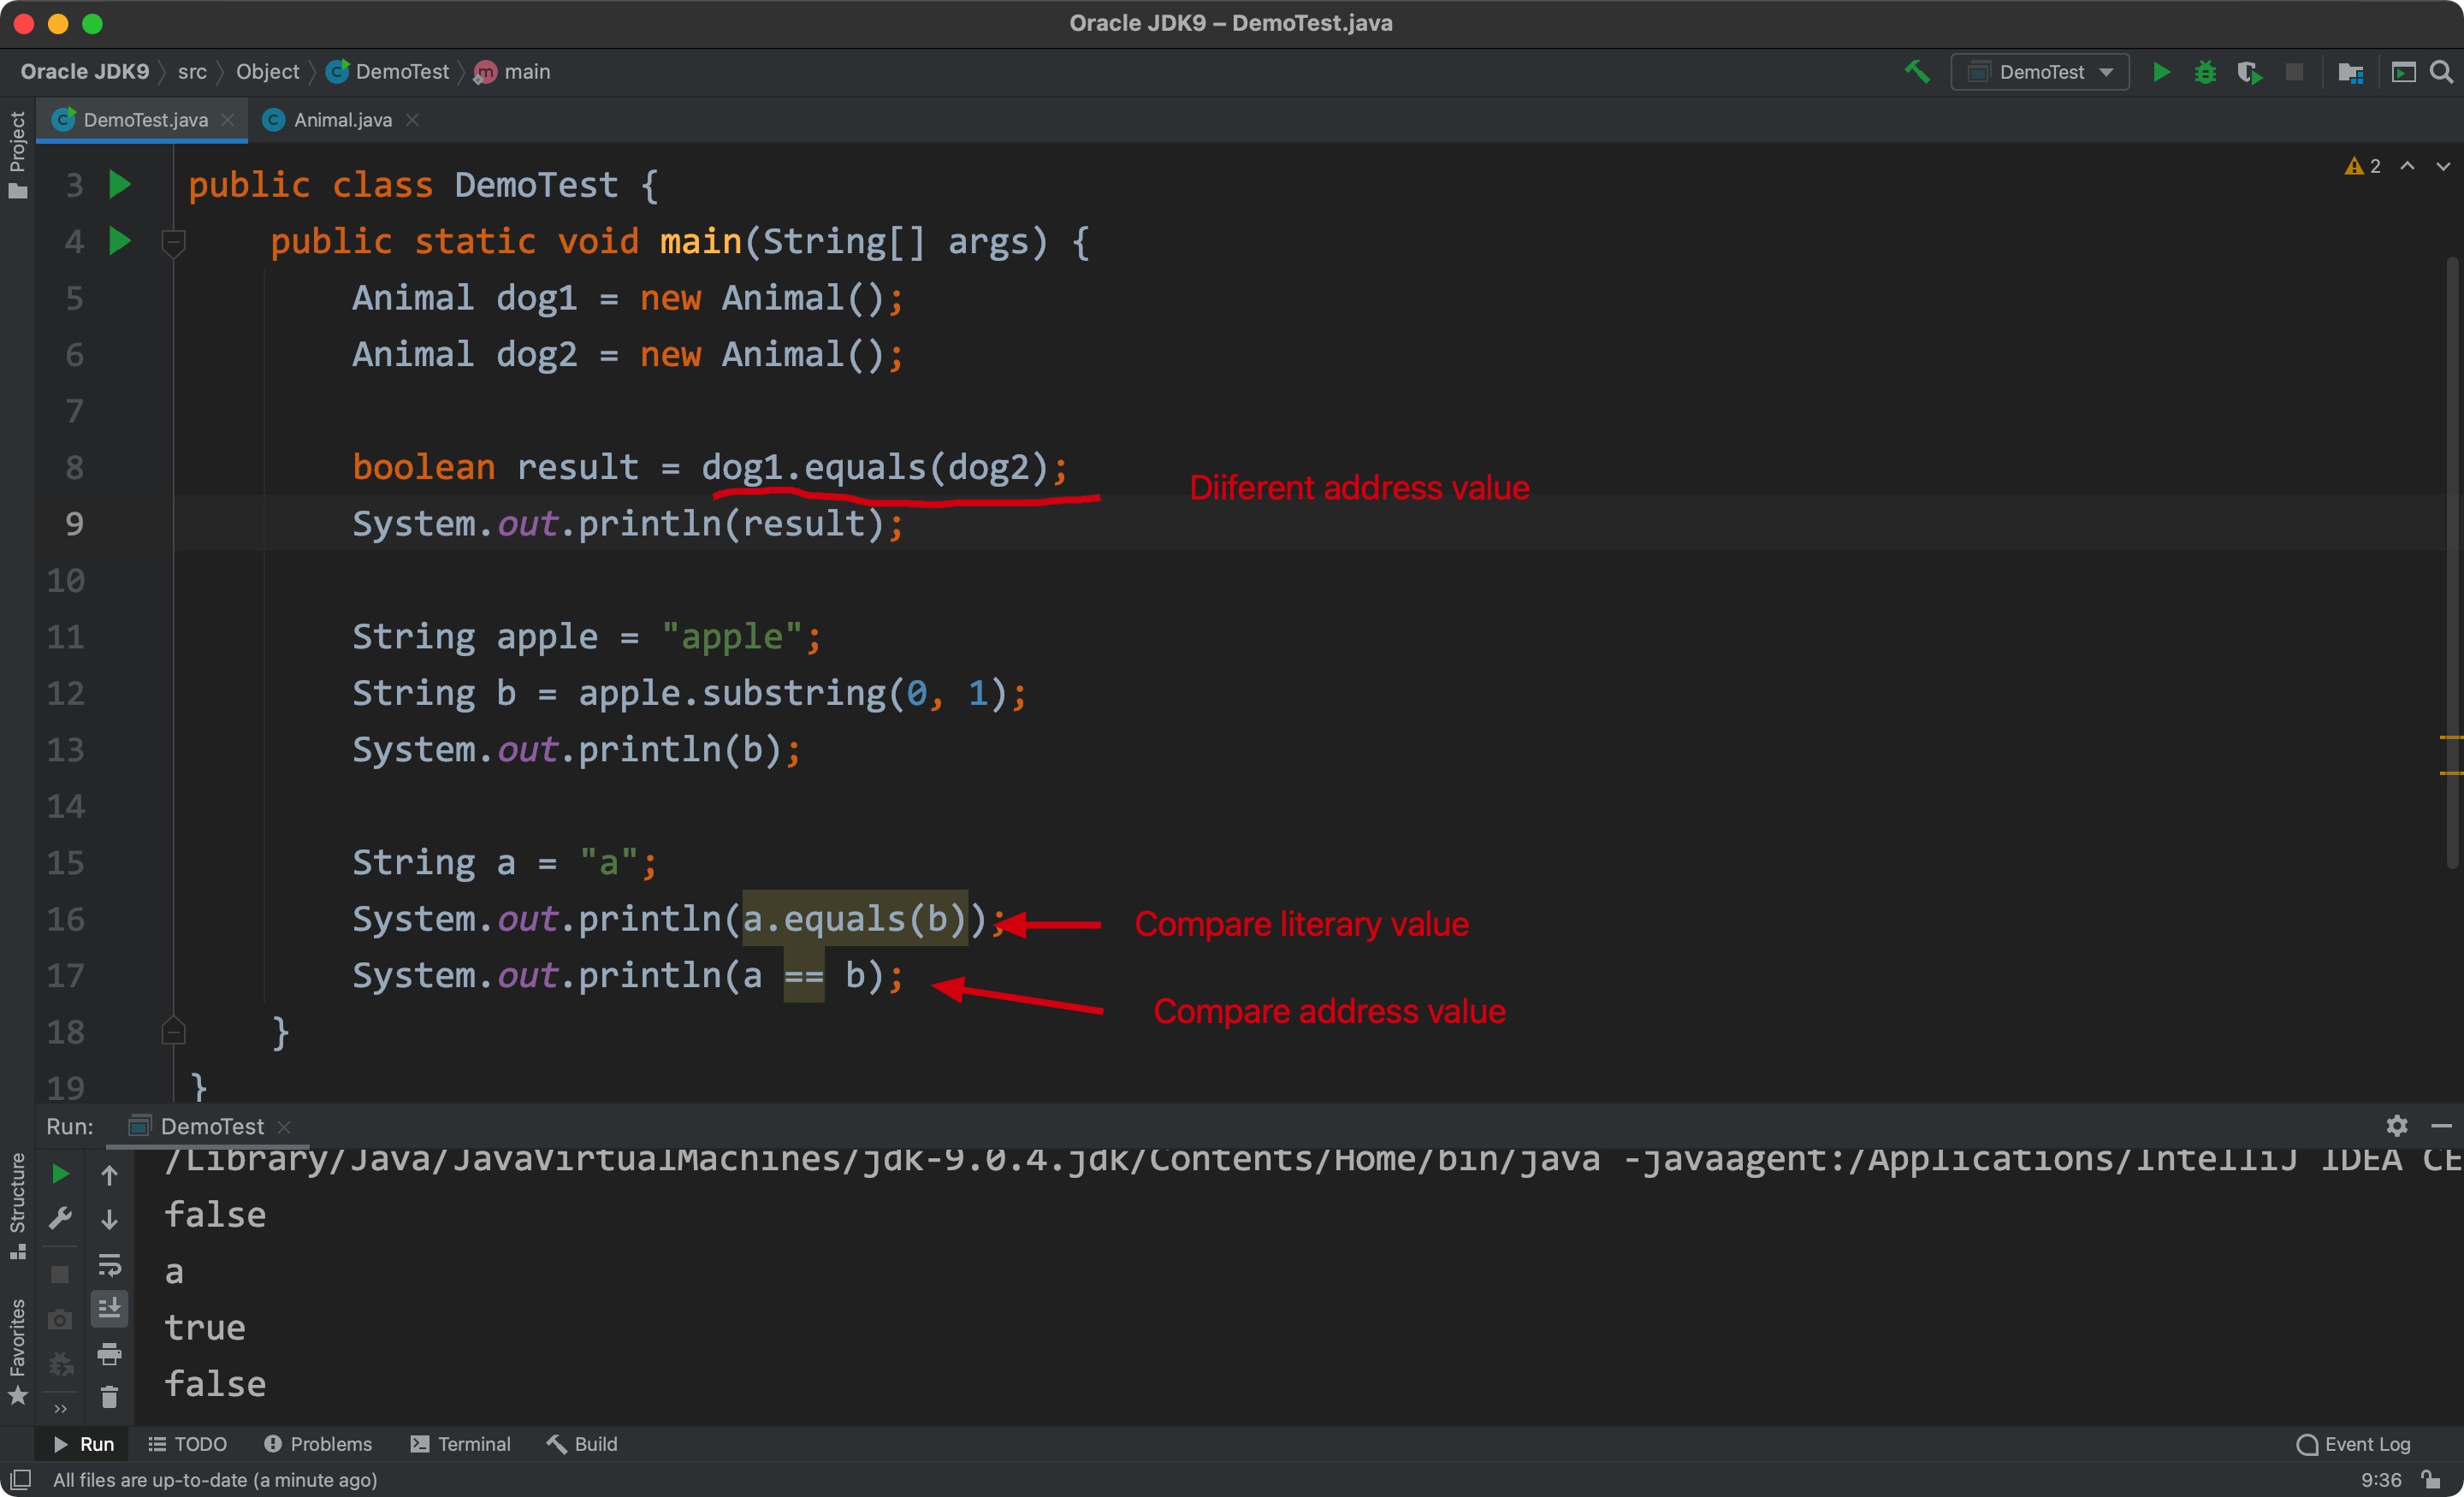 Oracle JDK9 – DemoTest.java
Oracle JDK9 src Object DemoTest main
DemoTest
Project
DemoTest.java Animal.java
2
3 public class DemoTest {
4 public static void main(String[] args) {
5 Animal dog1 = new Animal();
6 Animal dog2 = new Animal();
7
8 boolean result = dog1.equals(dog2);
Diiferent address value
9 System.out.println(result);
10
11 String apple = "apple";
12 String b = apple.substring(0, 1);
13 System.out.println(b);
14
15 String a = "a";
16 System.out.println(a.equals(b));
Compare literary value
17 System.out.println(a == b);
Compare address value
18 }
19 }
Run: DemoTest
/Library/Java/JavaVirtualMachines/jdk-9.0.4.jdk/Contents/Home/bin/java -javaagent:/Applications/IntelliJ IDEA CE
false
a
true
false
Structure
Favorites
Run TODO Problems Terminal Build Event Log
All files are up-to-date (a minute ago) 9:36